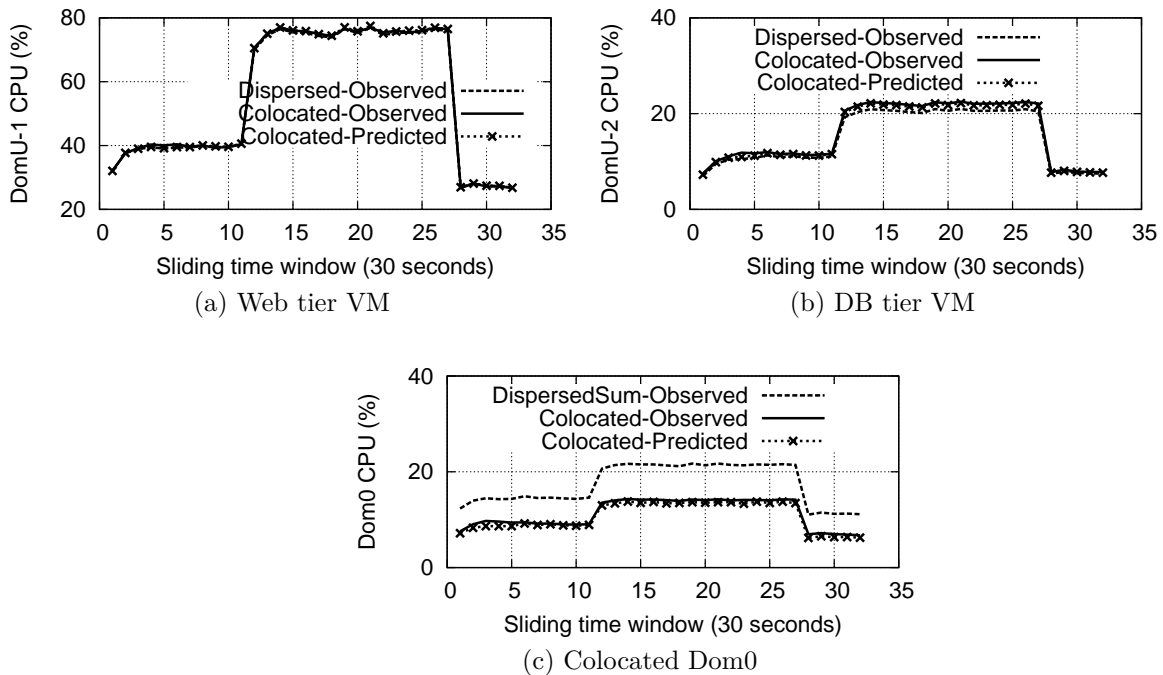 80
60
40
20
DomU-1 CPU (%)
Dispersed-Observed
Colocated-Observed
Colocated-Predicted
0 5 10 15 20 25 30 35
Sliding time window (30 seconds)
(a) Web tier VM
40
20
0
DomU-2 CPU (%)
Dispersed-Observed
Colocated-Observed
Colocated-Predicted
0 5 10 15 20 25 30 35
Sliding time window (30 seconds)
(b) DB tier VM
40
20
0
Dom0 CPU (%)
DispersedSum-Observed
Colocated-Observed
Colocated-Predicted
0 5 10 15 20 25 30 35
Sliding time window (30 seconds)
(c) Colocated Dom0